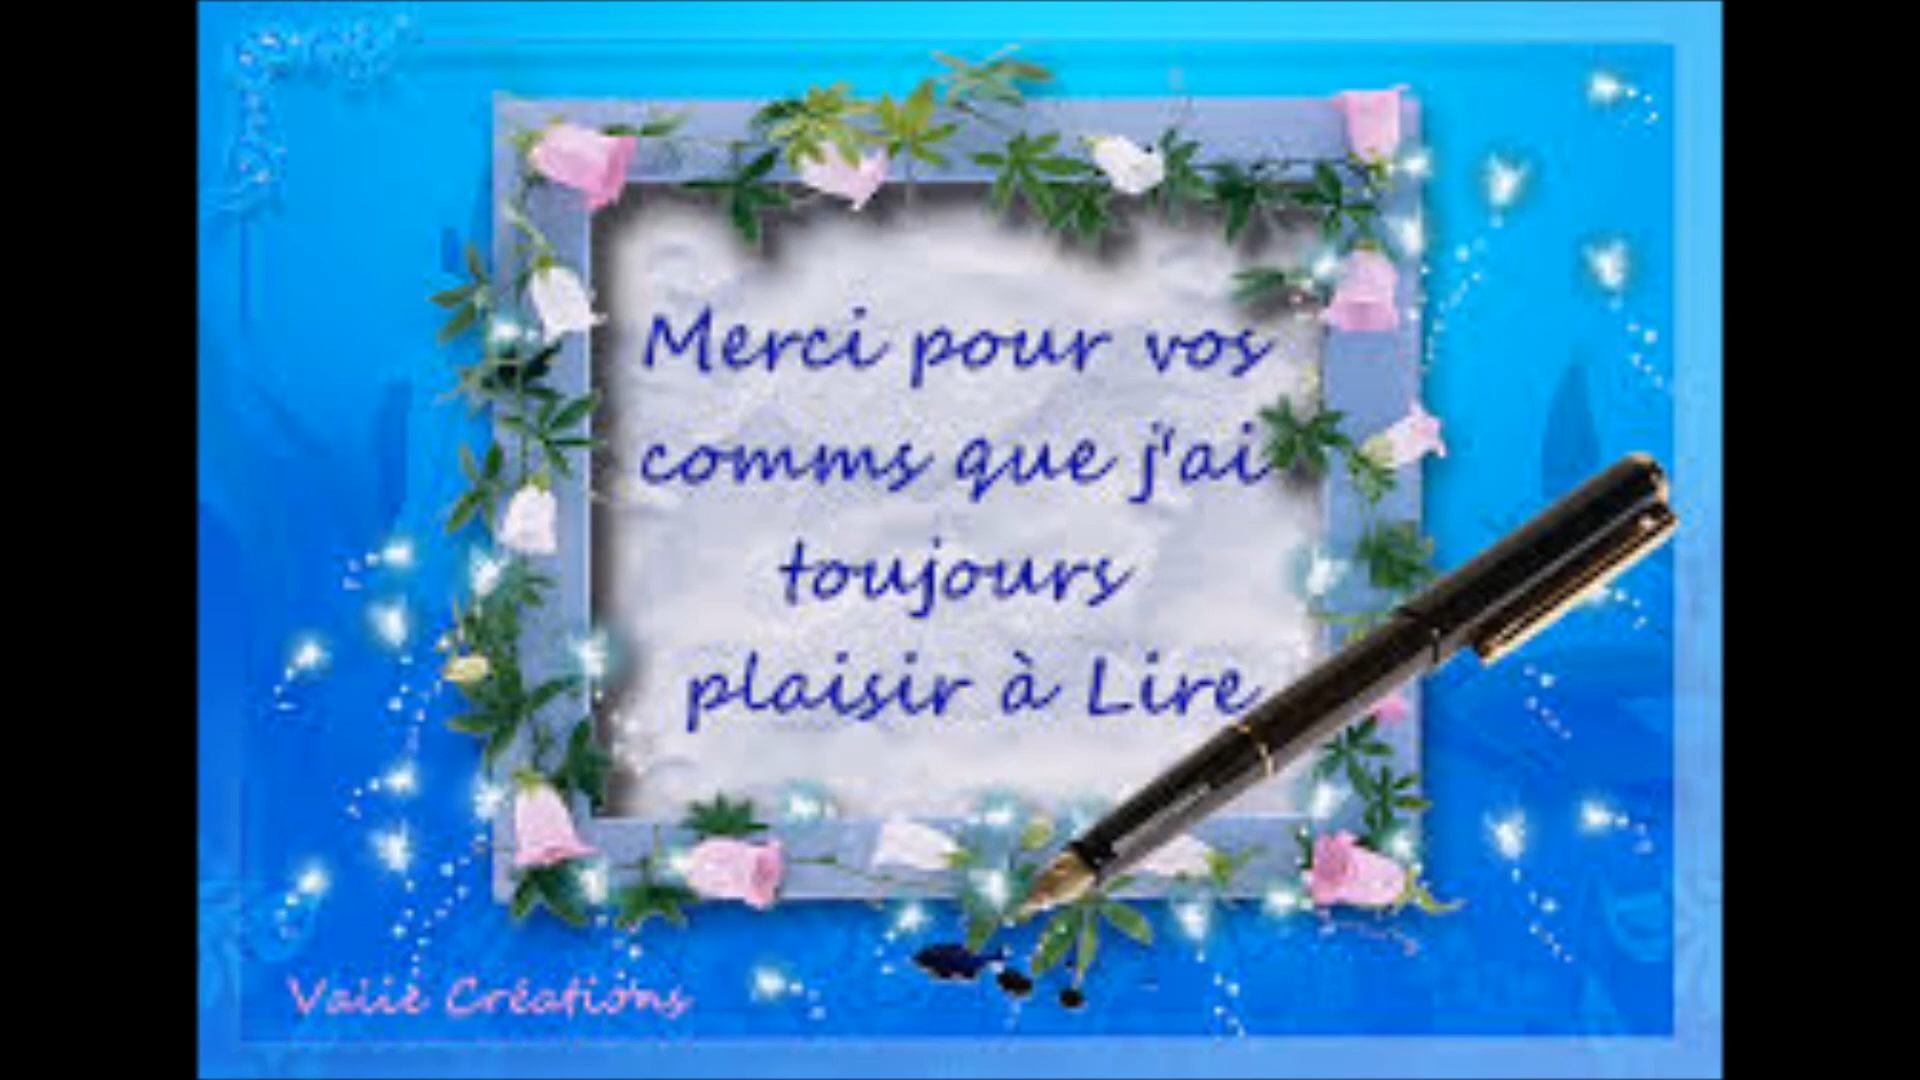 Merci pour vos
comms que j'ai
toujours
plaisir à Lire
Valie Créations